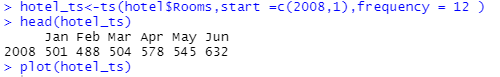 > hotel_ts<-ts(hotel$Rooms,start =c(2008,1),frequency = 12 )
> head(hotel_ts)
     Jan Feb Mar Apr May Jun
2008 501 488 504 578 545 632
> plot(hotel_ts)